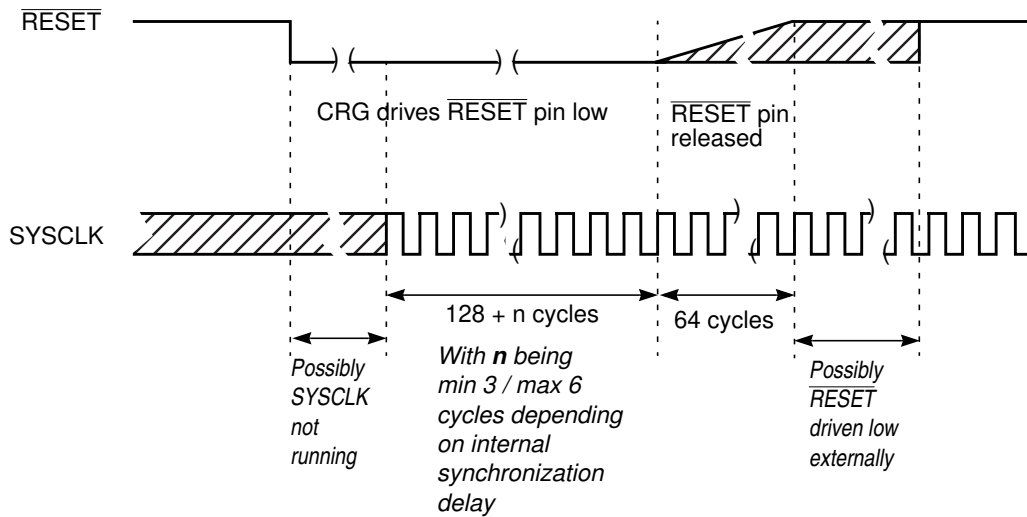 RESET
CRG drives RESET pin low
RESET pin
released
SYSCLK
128 + n cycles
64 cycles
Possibly
SYSCLK
not
running
With n being
min 3 / max 6
cycles depending
on internal
synchronization
delay
Possibly
RESET
driven low
externally